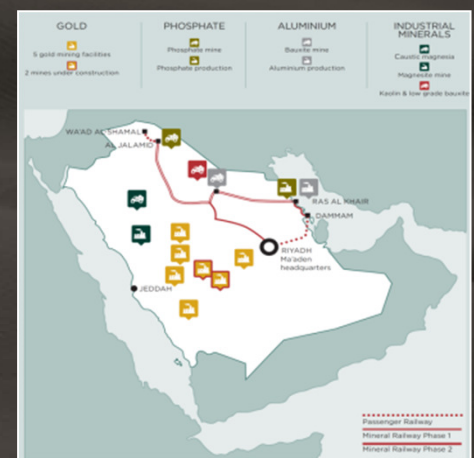 GOLD
5 gold mining facilities
2 mines under construction
PHOSPHATE
Phosphate mine
Phosphate production
ALUMINIUM
Bauxite mine
Aluminium production
INDUSTRIAL
MINERALS
Caustic magnesia
Magnesite mine
Kaolin & low grade bauxite
WA'AD AL SHAMAL
AL JALAMID
RAS AL KHAIR
DAMMAM
RIYADH
Ma'aden
headquarters
JEDDAH
Passenger Railway
Mineral Railway Phase 1
Mineral Railway Phase 2